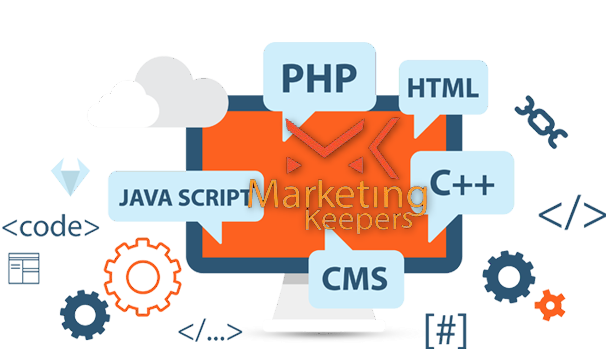 PHP
HTML
JAVA SCRIPT
Marketing
Keepers
C++
<code>
</>
CMS
</...>
[#]